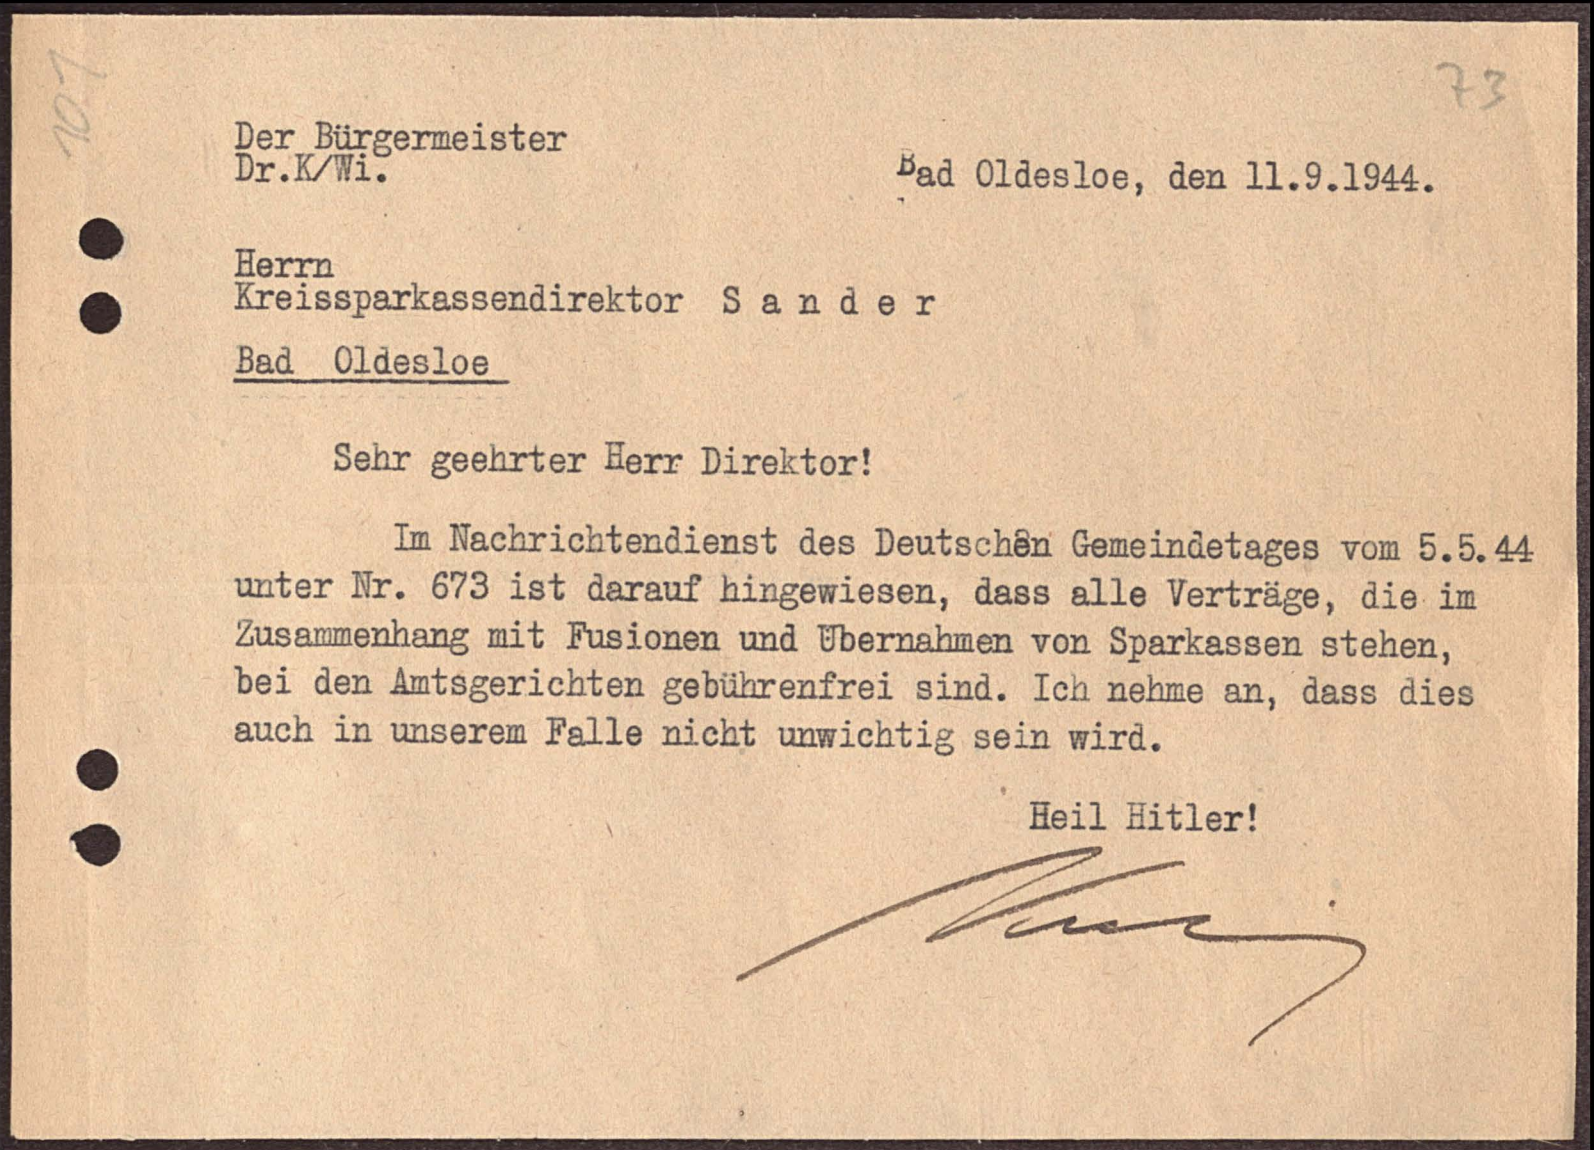 101
73
Der Bürgermeister
Dr.K/Wi.
Bad Oldesloe, den 11.9.1944.
Herrn
Kreissparkassendirektor S a n d e r
Bad Oldesloe
Sehr geehrter Herr Direktor!
Im Nachrichtendienst des Deutschen Gemeindetages vom 5.5.44
unter Nr. 673 ist darauf hingewiesen, dass alle Verträge, die im
Zusammenhang mit Fusionen und Übernahmen von Sparkassen stehen,
bei den Amtsgerichten gebührenfrei sind. Ich nehme an, dass dies
auch in unserem Falle nicht unwichtig sein wird.
Heil Hitler!